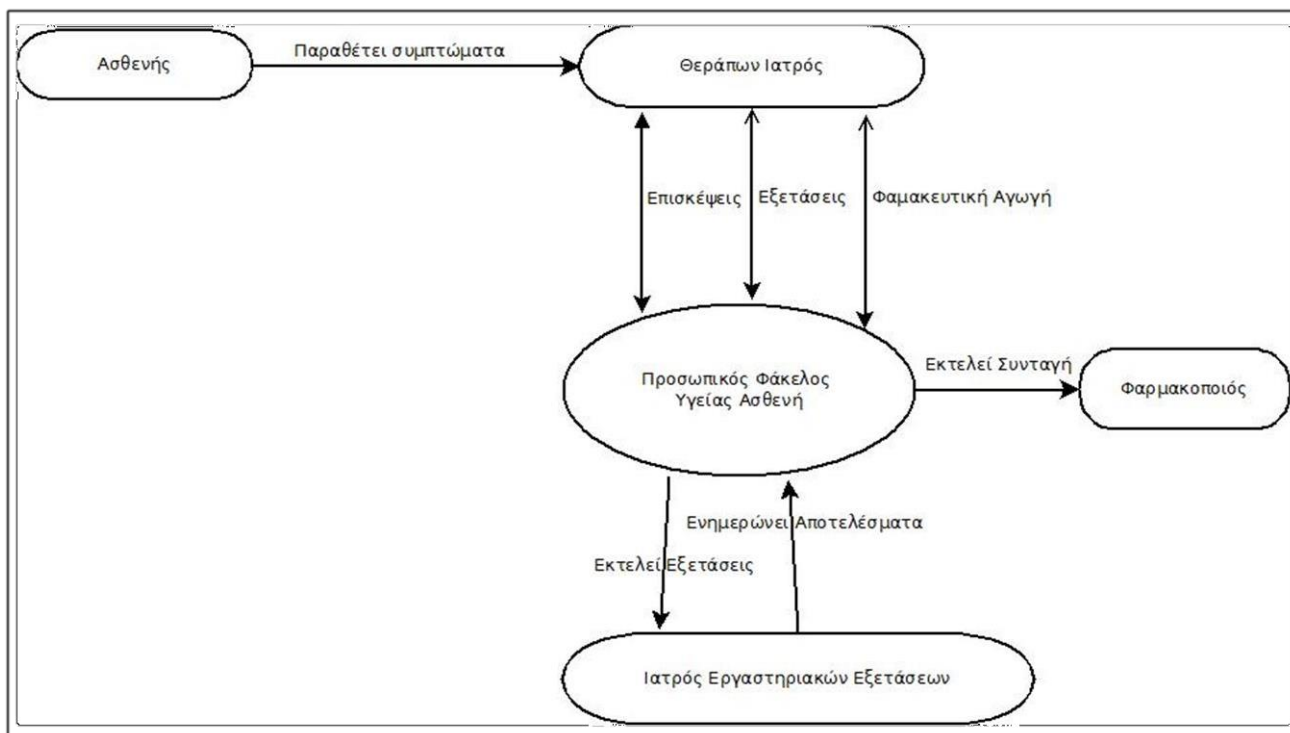 Ασθενής
Παραθέτει συμπτώματα
Θεράπων Ιατρός
Επισκέψεις
Εξετάσεις
Φαμακευτική Αγωγή
Προσωπικός Φάκελος
Υγείας Ασθενή
Εκτελεί Συνταγή
Φαρμακοποιός
Ενημερώνει Αποτελέσματα
Εκτελεί Εξετάσεις
Ιατρός Εργαστηριακών Εξετάσεων